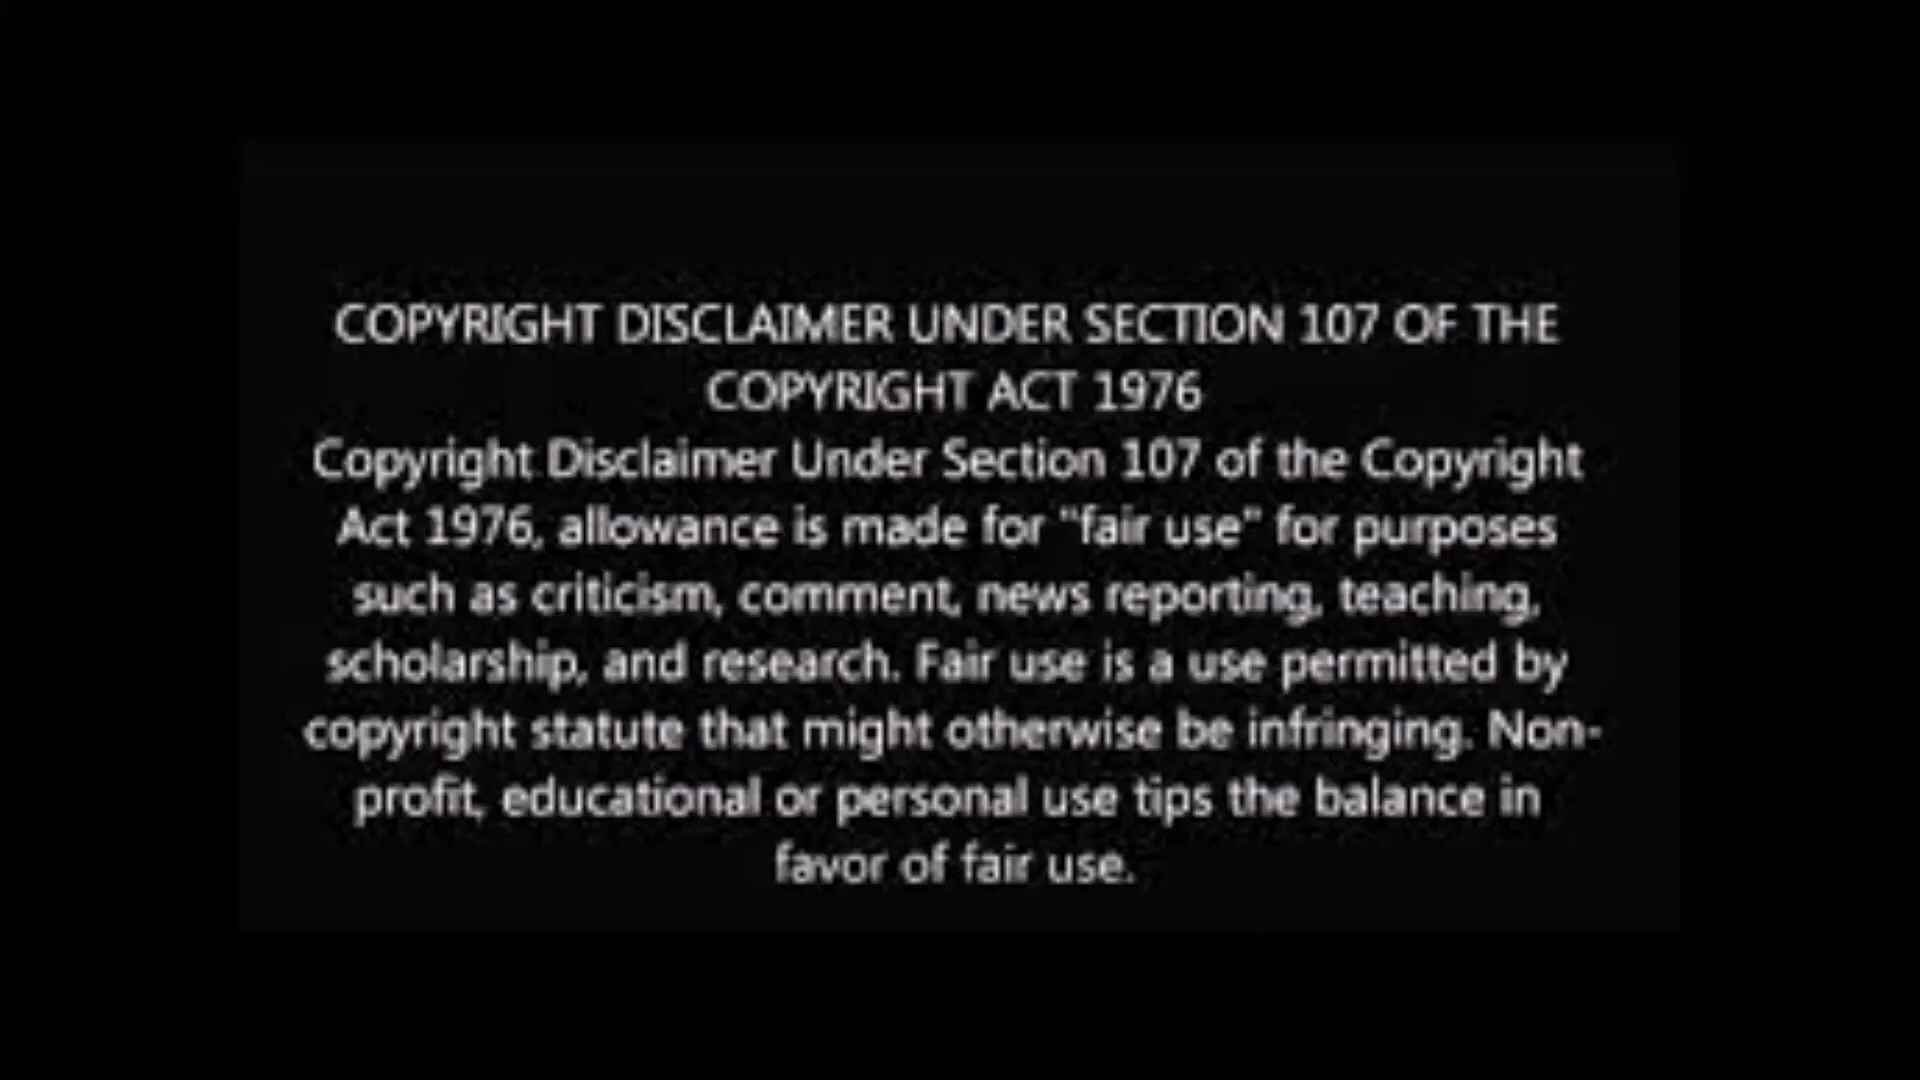 COPYRIGHT DISCLAIMER UNDER SECTION 107 OF THE
COPYRIGHT ACT 1976
Copyright Disclaimer Under Section 107 of the Copyright
Act 1976, allowance is made for "fair use" for purposes
such as criticism, comment, news reporting, teaching,
scholarship, and research. Fair use is a use permitted by
copyright statute that might otherwise be infringing. Non-
profit, educational or personal use tips the balance in
favor of fair use.